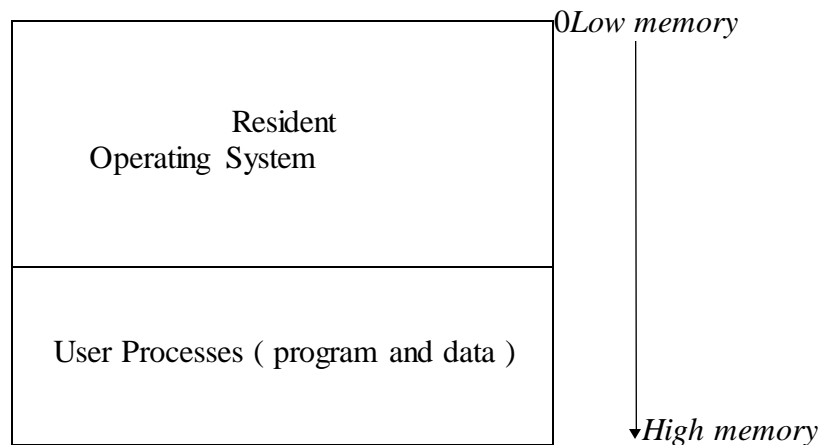 0Low memory
Resident
Operating System
User Processes ( program and data )
High memory